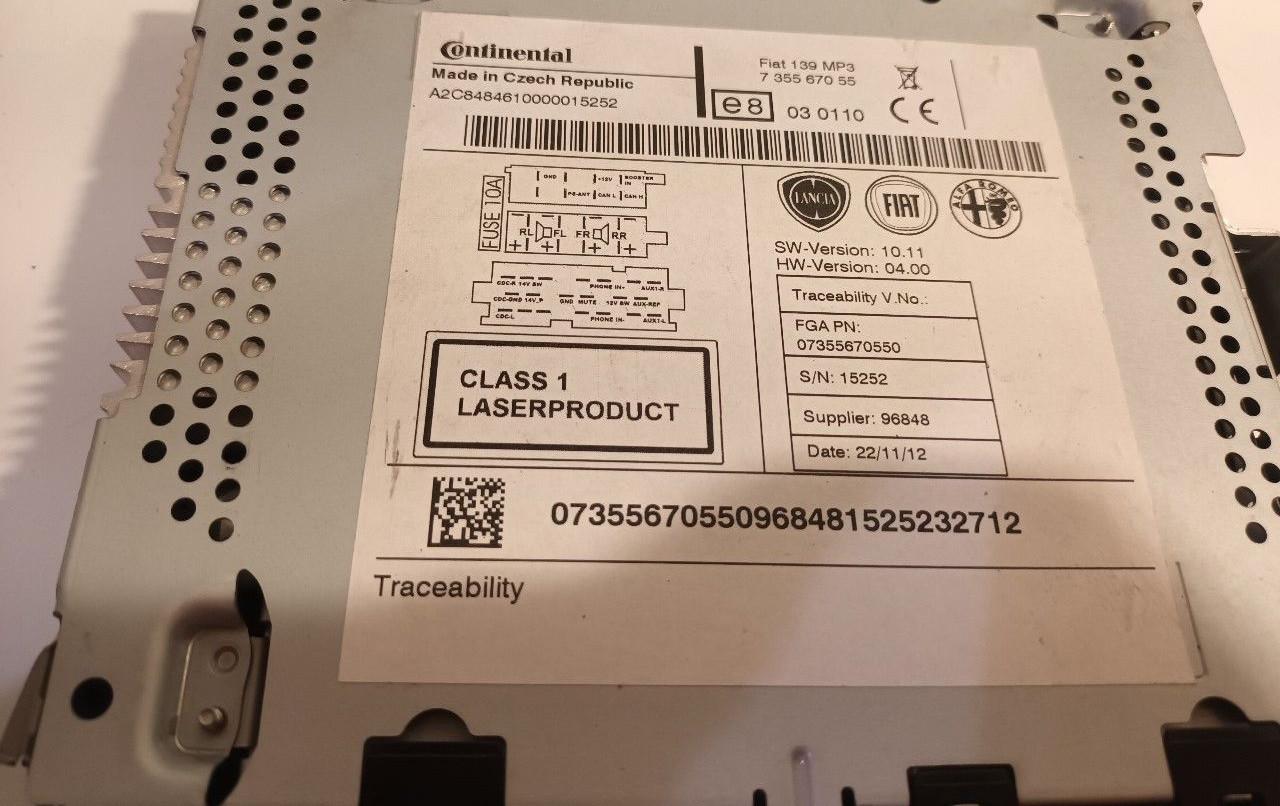 Continental
Made in Czech Republic
A2C8484610000015252
Fiat 139 MP3
7 355 670 55
e8
03 0110
CE
FUSE 10A
GND +12V BOOSTER IN
PS-ANT CAN L CAN H
RL FL FR RR
+ + + +
CDC-R 14V SW PHONE IN+ AUX1-R
CDC-GND 14V_P GND MUTE 12V SW AUX-REF
CDC-L PHONE IN- AUX1-L
CLASS 1
LASERPRODUCT
LANCIA
FIAT
ALFA ROMEO
SW-Version: 10.11
HW-Version: 04.00
Traceability V.No.:
FGA PN:
07355670550
S/N: 15252
Supplier: 96848
Date: 22/11/12
07355670550968481525232712
Traceability